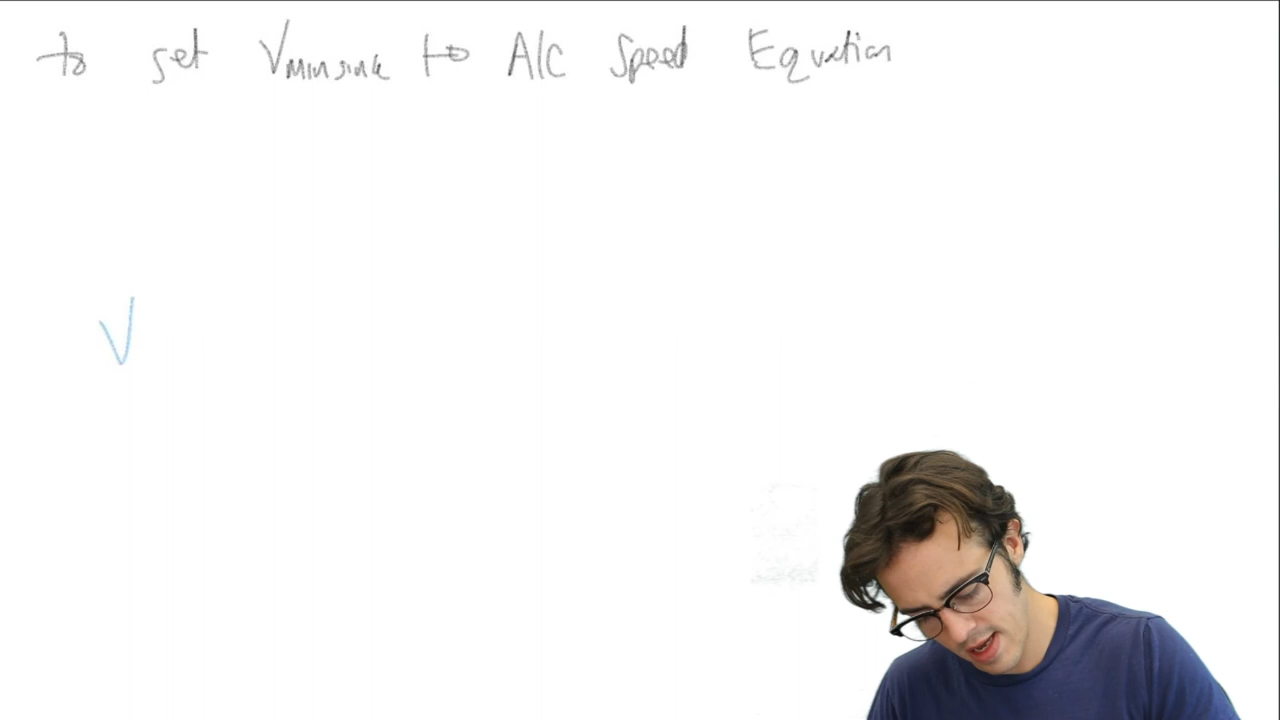 to set Vmin sink to A/C Speed Equation
V